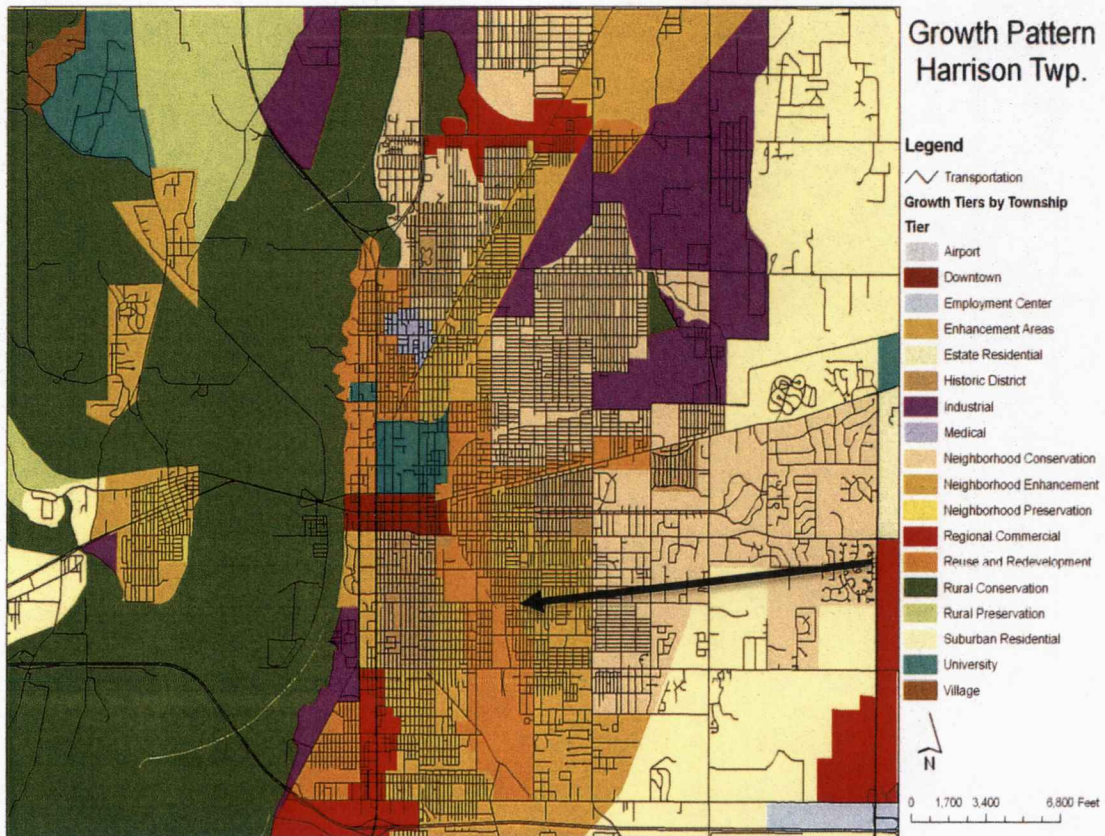 Growth Pattern
Harrison Twp.
Legend
Transportation
Growth Tiers by Township
Tier
Airport
Downtown
Employment Center
Enhancement Areas
Estate Residential
Historic District
Industrial
Medical
Neighborhood Conservation
Neighborhood Enhancement
Neighborhood Preservation
Regional Commercial
Reuse and Redevelopment
Rural Conservation
Rural Preservation
Suburban Residential
University
Village
N
0 1,700 3,400 6,800 Feet